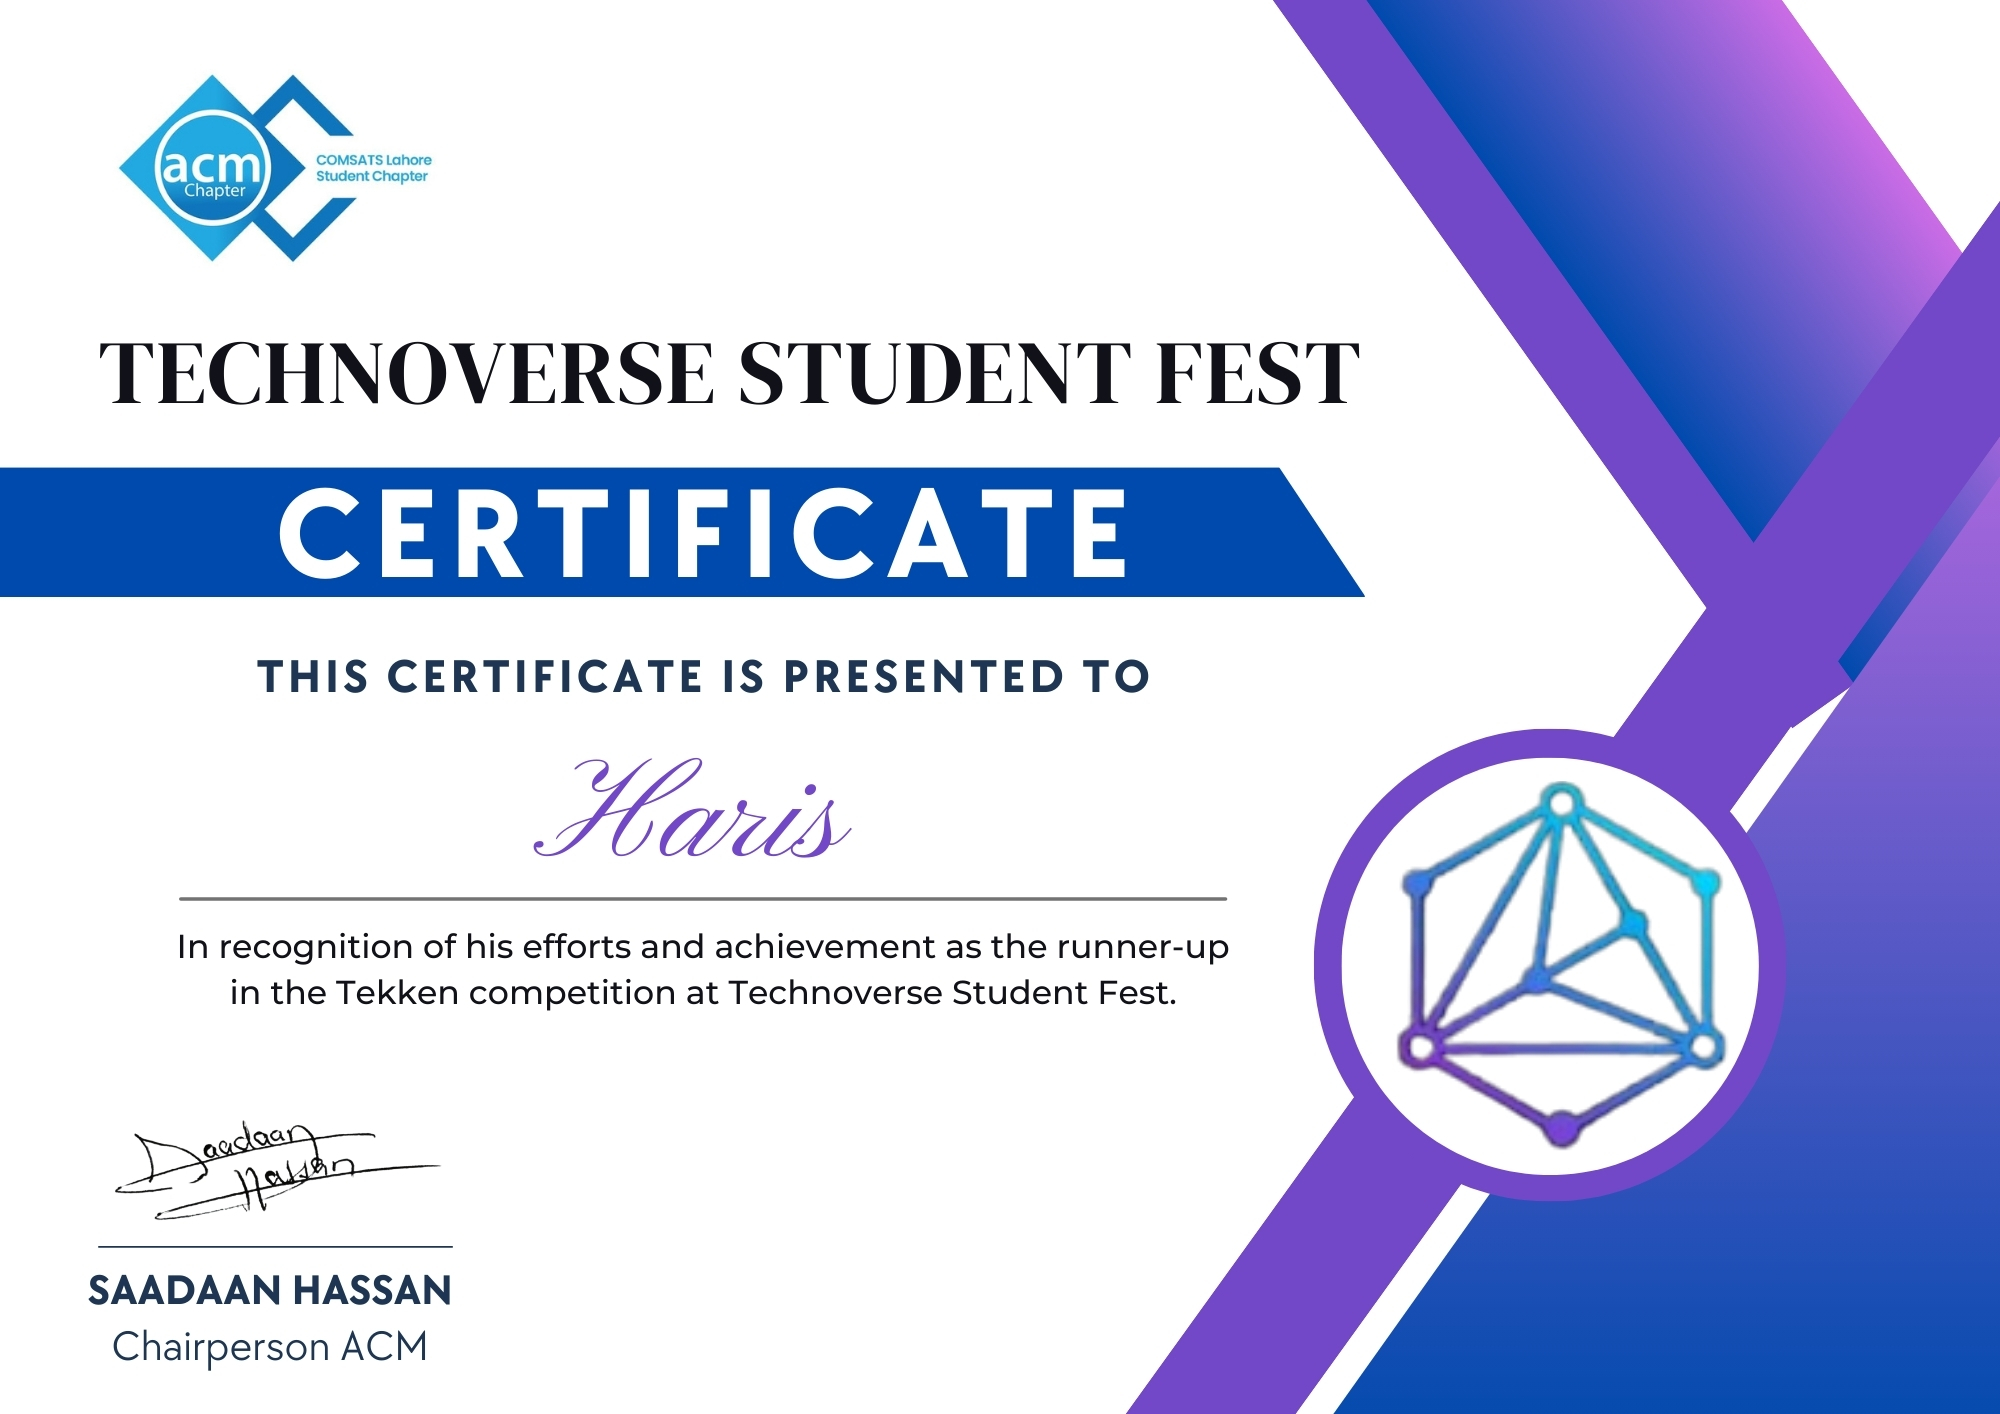 acm
Chapter
COMSATS Lahore
Student Chapter
TECHNOVERSE STUDENT FEST
CERTIFICATE
THIS CERTIFICATE IS PRESENTED TO
Haris
In recognition of his efforts and achievement as the runner-up
in the Tekken competition at Technoverse Student Fest.
Saadaan
Hassan
SAADAAN HASSAN
Chairperson ACM